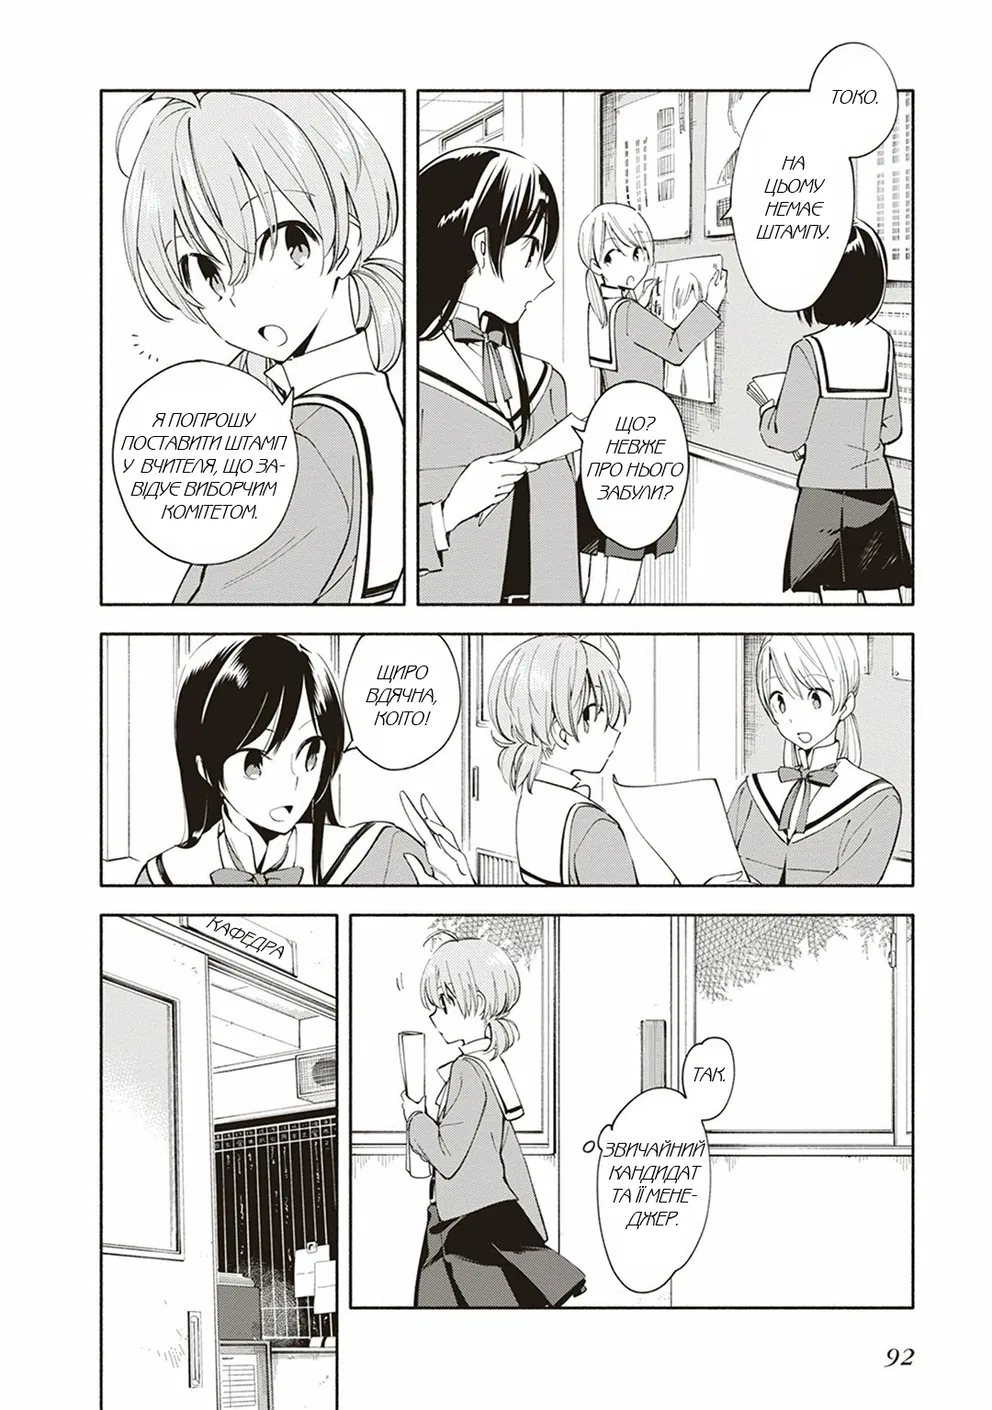 ТОКО.
НА
ЦЬОМУ
НЕМАЄ
ШТАМПУ.
ЩО?
НЕВЖЕ
ПРО НЬОГО
ЗАБУЛИ?
Я ПОПРОШУ
ПОСТАВИТИ ШТАМП
У ВЧИТЕЛЯ, ЩО ЗА-
ВІДУЄ ВИБОРЧИМ
КОМІТЕТОМ.
ЩИРО
ВДЯЧНА,
КОІТО!
ТАК.
ЗВИЧАЙНИЙ
КАНДИДАТ
ТА ЇЇ МЕНЕ-
ДЖЕР.
КАФЕДРА
92